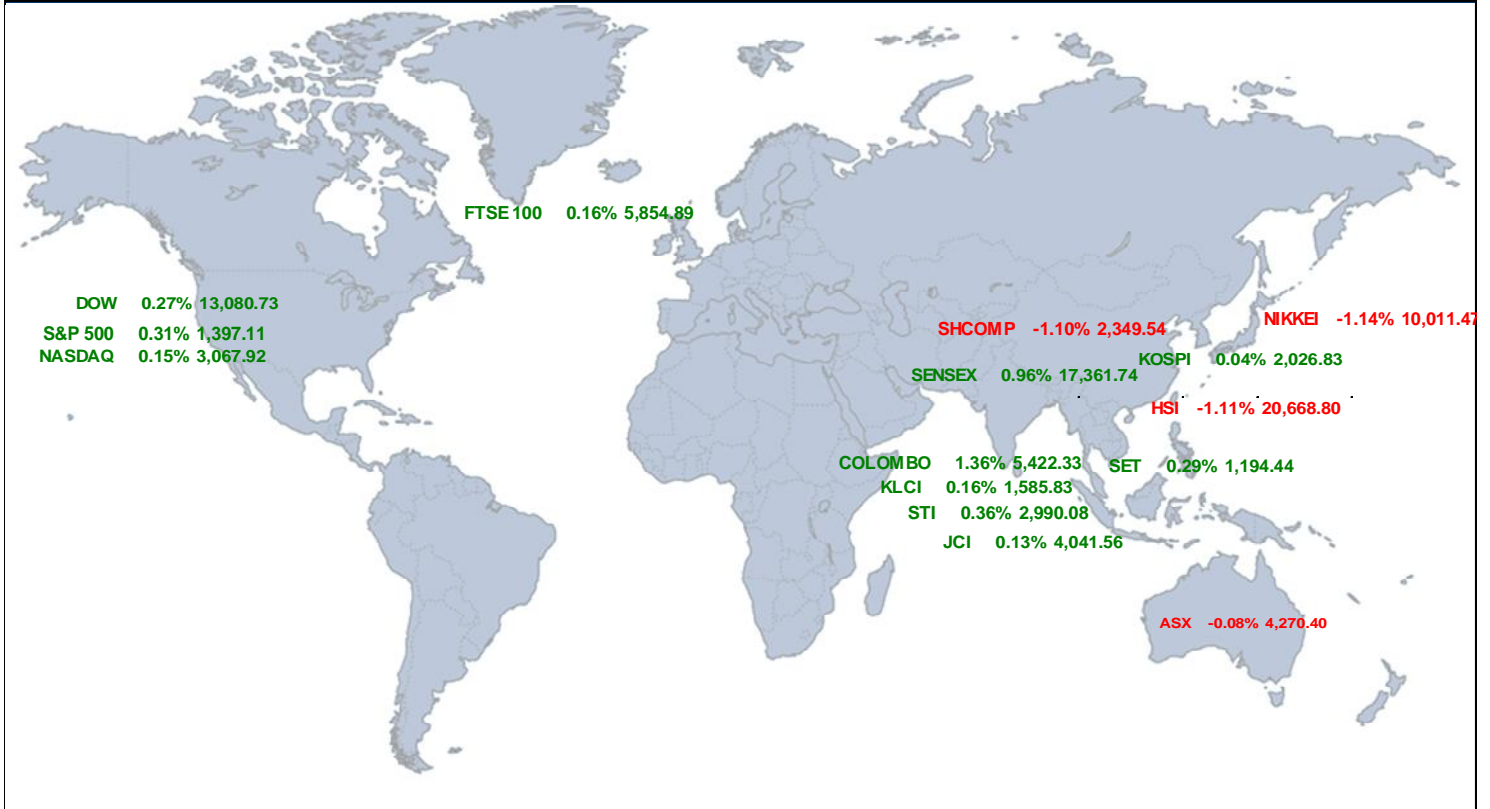 FTSE 100 0.16% 5,854.89
DOW 0.27% 13,080.73
S&P 500 0.31% 1,397.11
NASDAQ 0.15% 3,067.92
NIKKEI -1.14% 10,011.47
SHCOMP -1.10% 2,349.54
KOSPI 0.04% 2,026.83
SENSEX 0.96% 17,361.74
HSI -1.11% 20,668.80
COLOMBO 1.36% 5,422.33
SET 0.29% 1,194.44
KLCI 0.16% 1,585.83
STI 0.36% 2,990.08
JCI 0.13% 4,041.56
ASX -0.08% 4,270.40